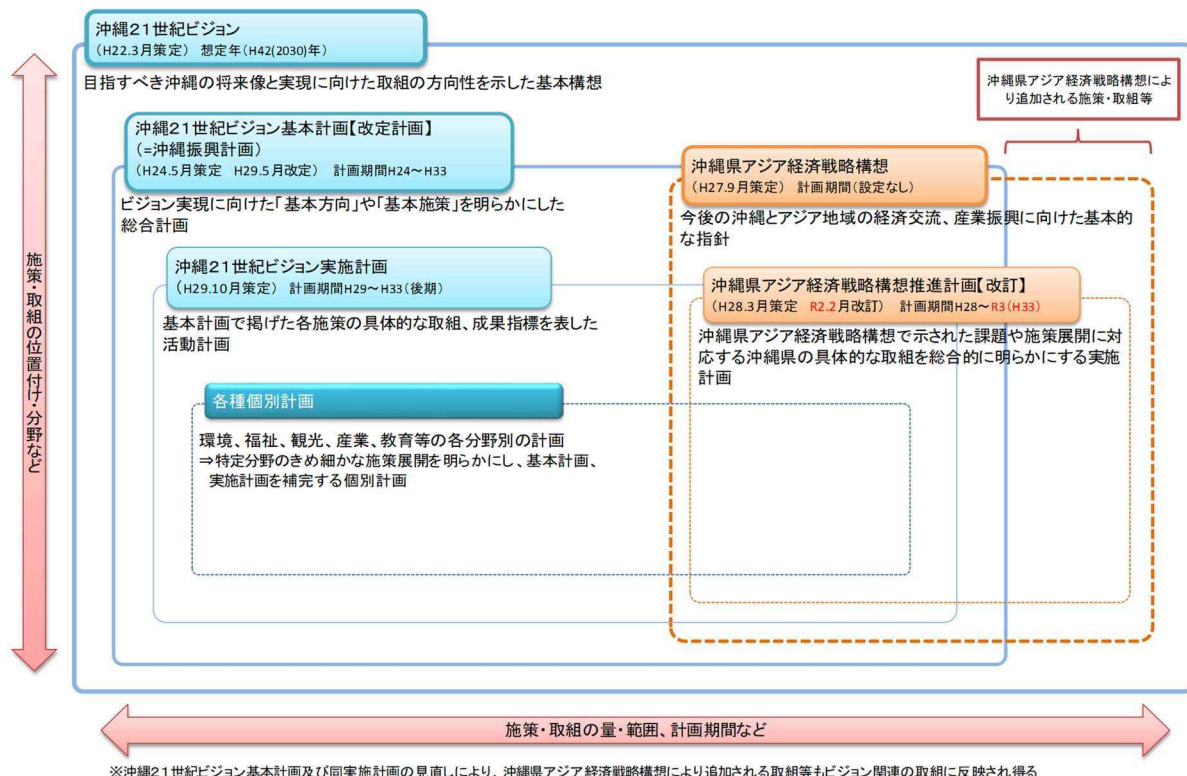 沖縄21世紀ビジョン
(H22.3月策定) 想定年(H42(2030)年)
目指すべき沖縄の将来像と実現に向けた取組の方向性を示した基本構想
沖縄県アジア経済戦略構想によ
り追加される施策・取組等
沖縄21世紀ビジョン基本計画【改定計画】
(=沖縄振興計画)
(H24.5月策定 H29.5月改定) 計画期間H24～H33
ビジョン実現に向けた「基本方向」や「基本施策」を明らかにした
総合計画
沖縄県アジア経済戦略構想
(H27.9月策定) 計画期間(設定なし)
今後の沖縄とアジア地域の経済交流、産業振興に向けた基本的
な指針
沖縄21世紀ビジョン実施計画
(H29.10月策定) 計画期間H29～H33(後期)
基本計画で掲げた各施策の具体的な取組、成果指標を表した
活動計画
沖縄県アジア経済戦略構想推進計画【改訂】
(H28.3月策定 R2.2月改訂) 計画期間H28～R3(H33)
沖縄県アジア経済戦略構想で示された課題や施策展開に対
応する沖縄県の具体的な取組を総合的に明らかにする実施
計画
各種個別計画
環境、福祉、観光、産業、教育等の各分野別の計画
⇒特定分野のきめ細かな施策展開を明らかにし、基本計画、
実施計画を補完する個別計画
施策・取組の位置付け・分野など
施策・取組の量・範囲、計画期間など
※沖縄21世紀ビジョン基本計画及び同実施計画の見直しにより、沖縄県アジア経済戦略構想により追加される取組等もビジョン関連の取組に反映され得る